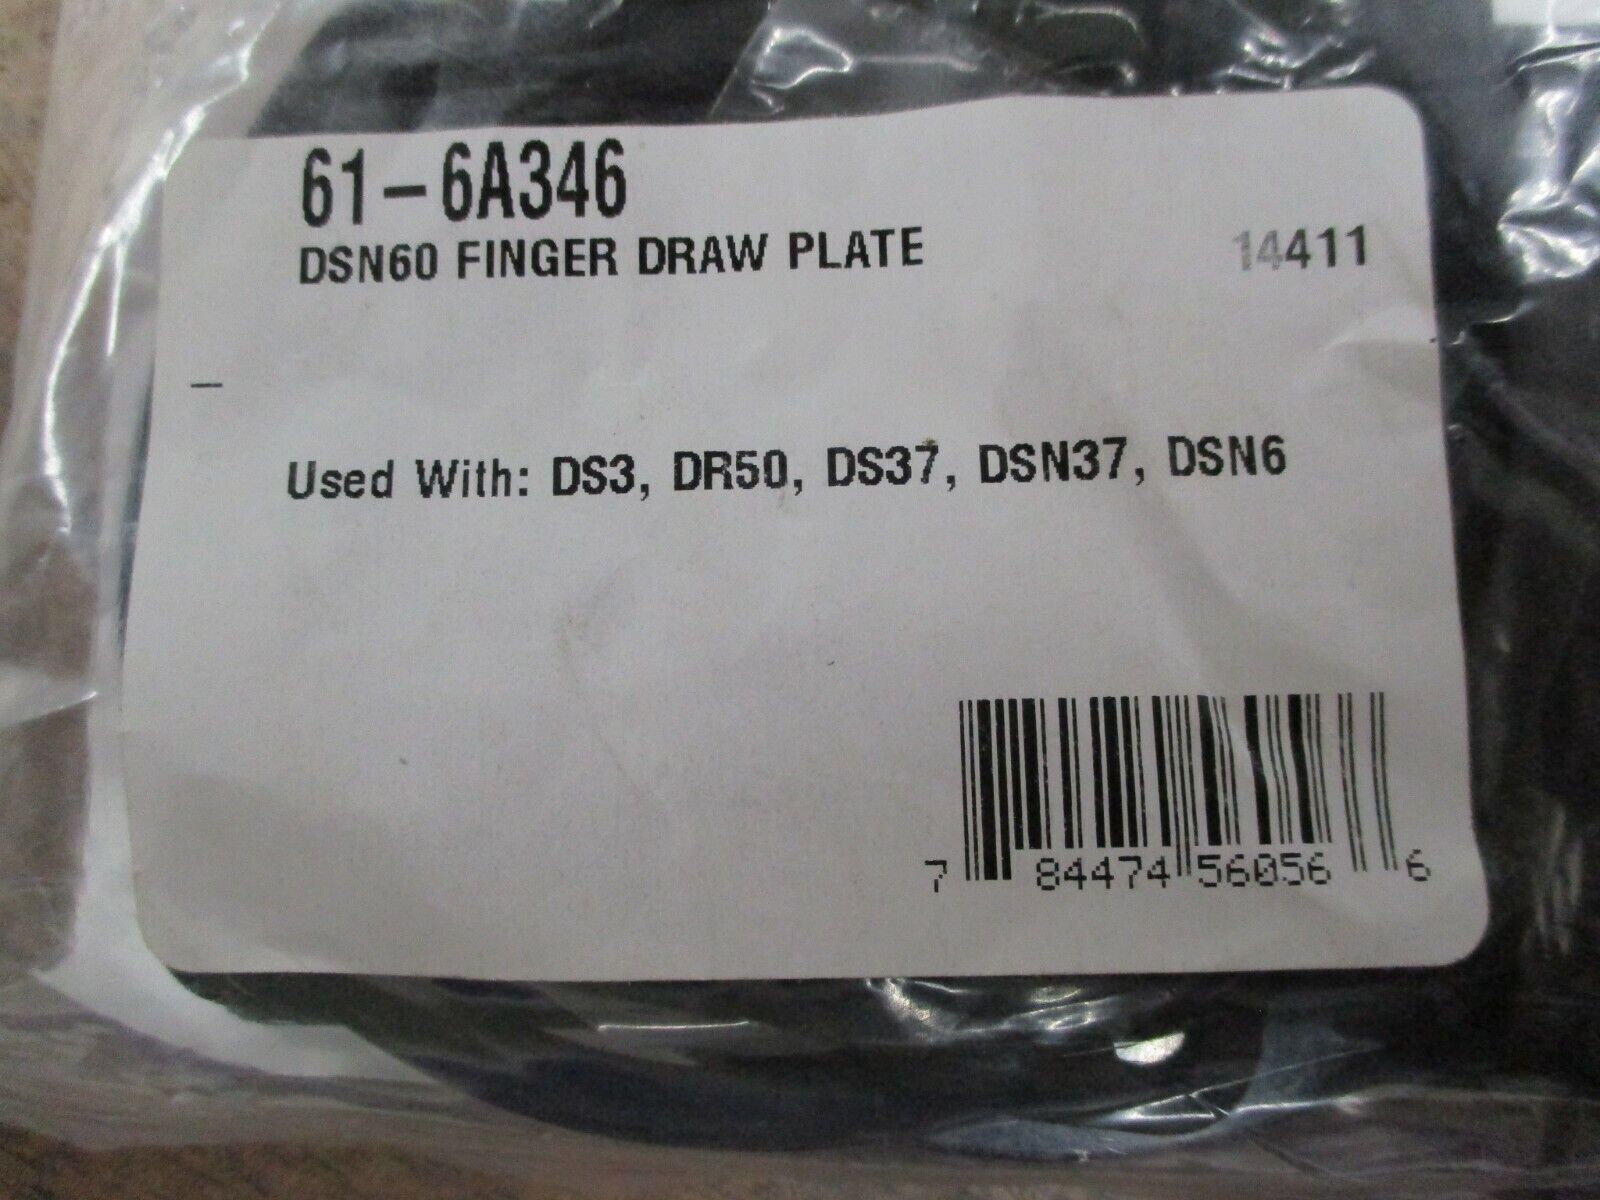 61-6A346
DSN60 FINGER DRAW PLATE 14411
Used With: DS3, DR50, DS37, DSN37, DSN6
7 84474 56056 6